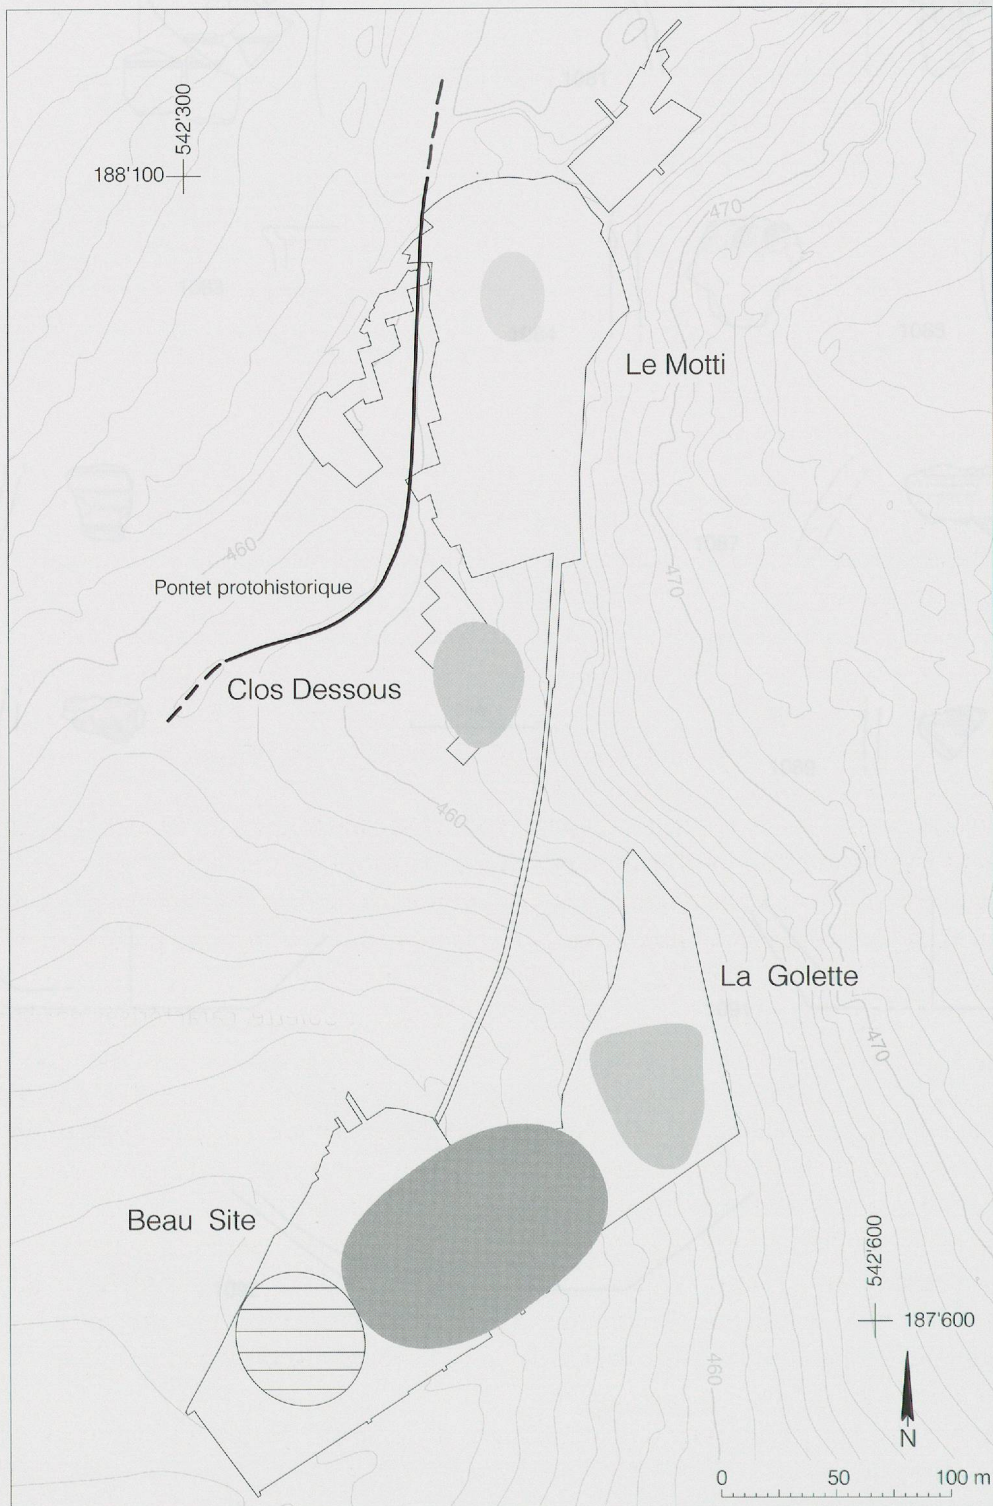 542'300
188'100
470
Le Motti
460
470
Pontet protohistorique
Clos Dessous
460
La Golette
470
Beau Site
542'600
187'600
460
N
0 50 100 m